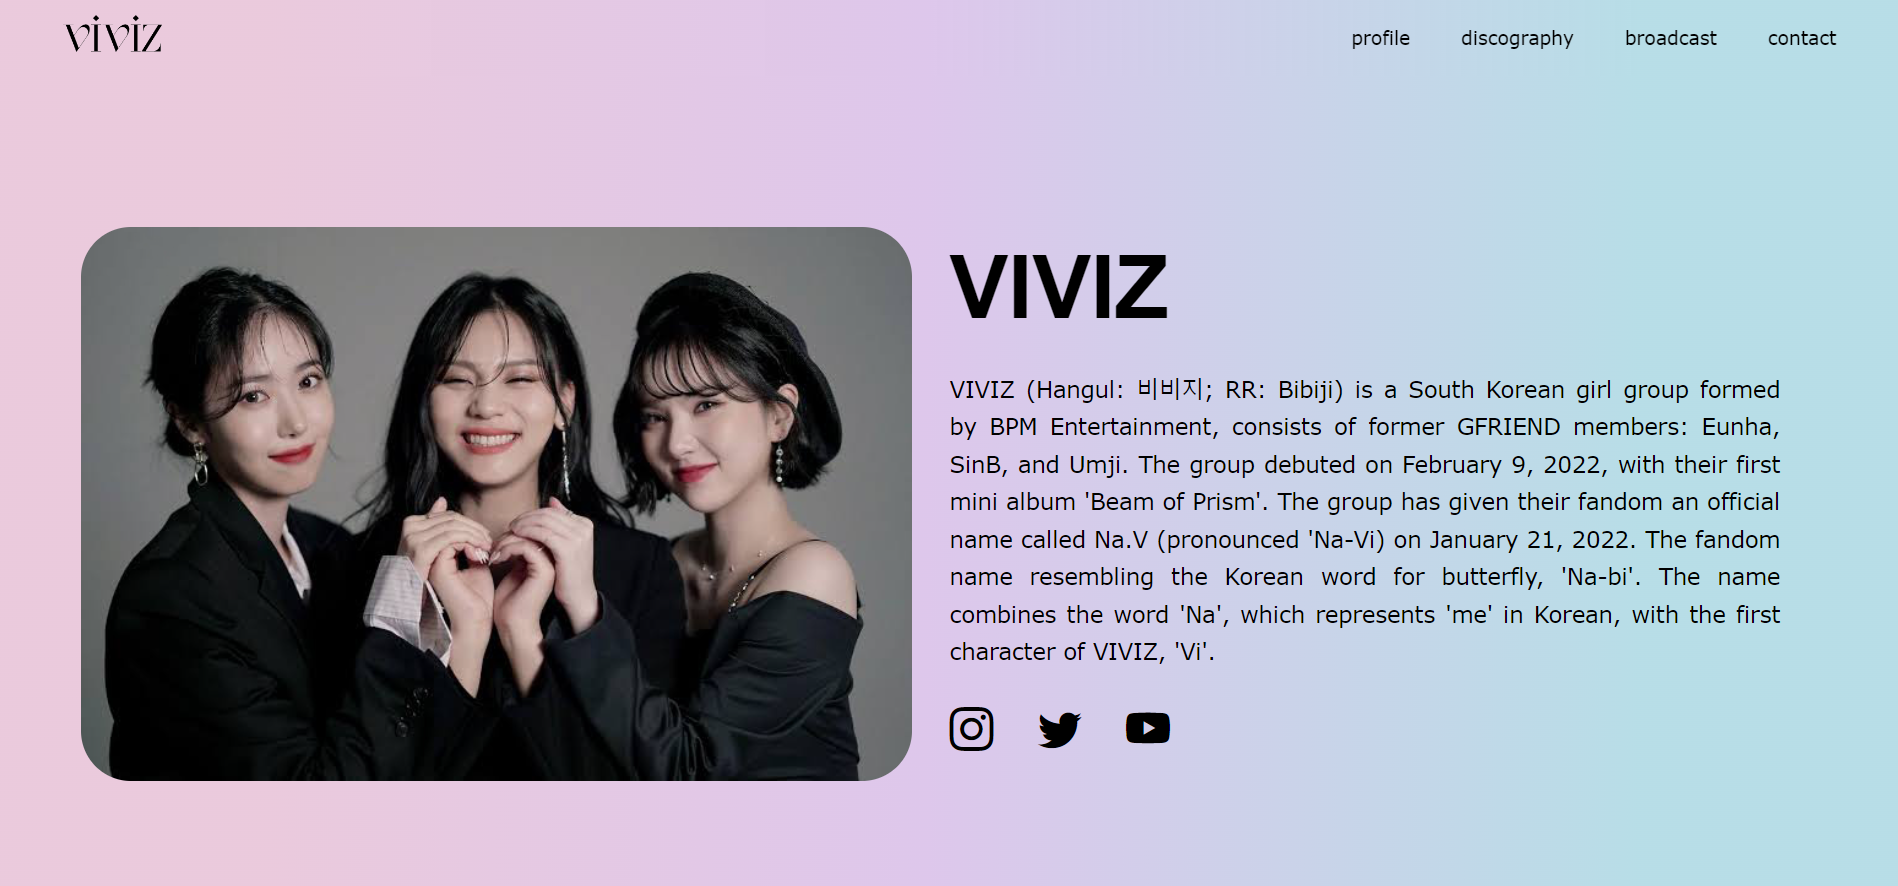 viviz
profile
discography
broadcast
contact
VIVIZ
VIVIZ (Hangul: 비비지; RR: Bibiji) is a South Korean girl group formed
by BPM Entertainment, consists of former GFRIEND members: Eunha,
SinB, and Umji. The group debuted on February 9, 2022, with their first
mini album 'Beam of Prism'. The group has given their fandom an official
name called Na.V (pronounced 'Na-Vi) on January 21, 2022. The fandom
name resembling the Korean word for butterfly, 'Na-bi'. The name
combines the word 'Na', which represents 'me' in Korean, with the first
character of VIVIZ, 'Vi'.